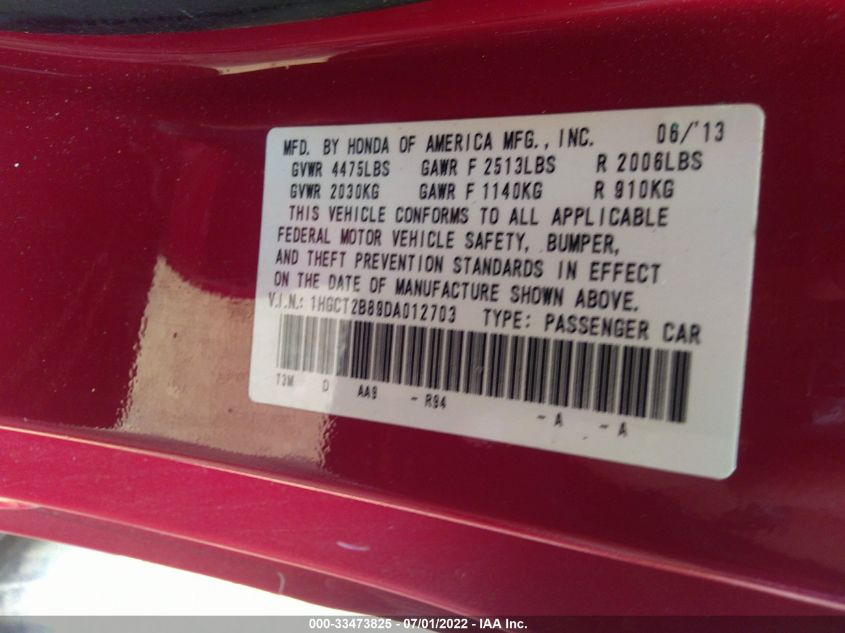 MFD. BY HONDA OF AMERICA MFG., INC. 06/'13
GVWR 4475LBS GAWR F 2513LBS R 2006LBS
GVWR 2030KG GAWR F 1140KG R 910KG
THIS VEHICLE CONFORMS TO ALL APPLICABLE
FEDERAL MOTOR VEHICLE SAFETY, BUMPER,
AND THEFT PREVENTION STANDARDS IN EFFECT
ON THE DATE OF MANUFACTURE SHOWN ABOVE.
V.I.N.: 1HGCT2B89DA012703 TYPE: PASSENGER CAR
T3M D AA9 - R94 - A - A
000-33473825 - 07/01/2022 - IAA Inc.